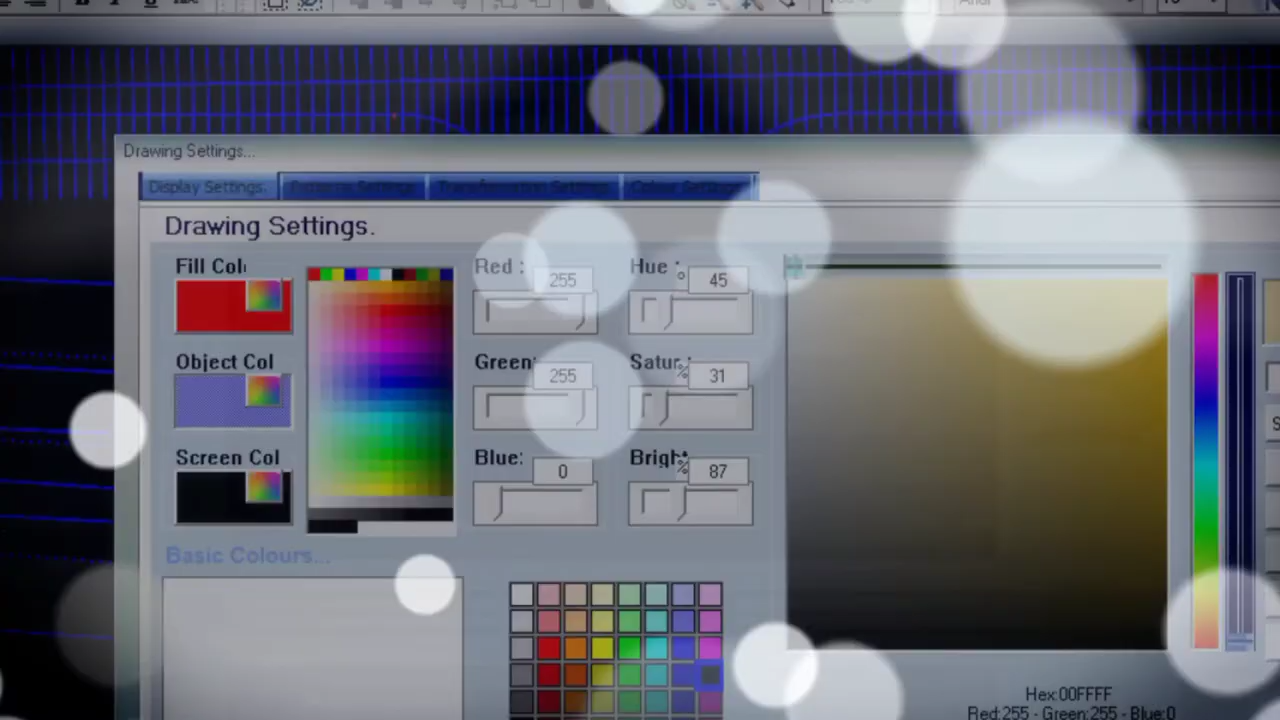 Drawing Settings...
Display Settings.
Drawing Settings.
Fill Col
Red :
255
Hue :
°
45
Object Col
Green:
255
Satur.:
%
31
Screen Col
Blue:
0
Bright
%
87
Basic Colours...
Hex:00FFFF
Red:255 - Green:255 - Blue:0